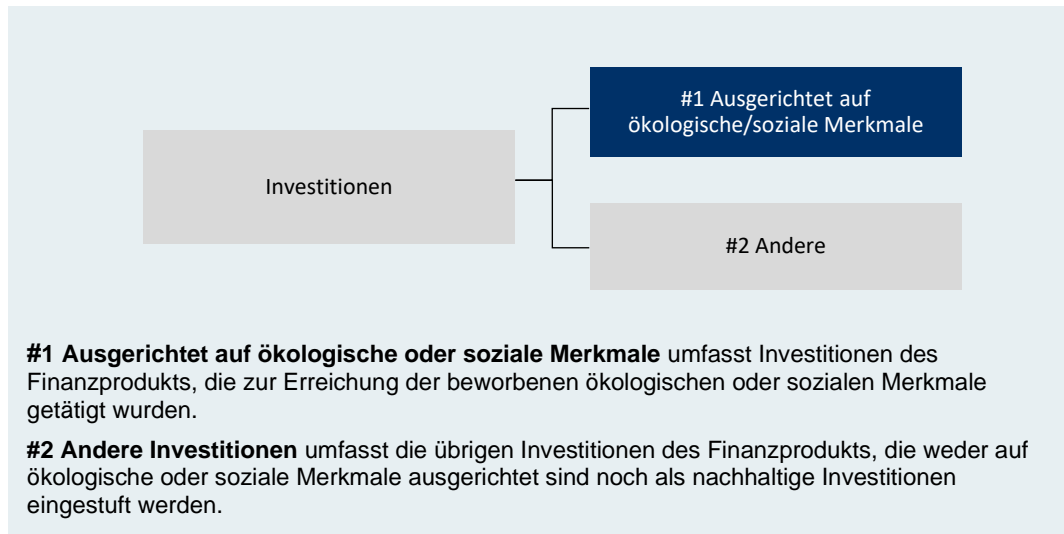 #1 Ausgerichtet auf
ökologische/soziale Merkmale
Investitionen
#2 Andere
#1 Ausgerichtet auf ökologische oder soziale Merkmale umfasst Investitionen des
Finanzprodukts, die zur Erreichung der beworbenen ökologischen oder sozialen Merkmale
getätigt wurden.
#2 Andere Investitionen umfasst die übrigen Investitionen des Finanzprodukts, die weder auf
ökologische oder soziale Merkmale ausgerichtet sind noch als nachhaltige Investitionen
eingestuft werden.